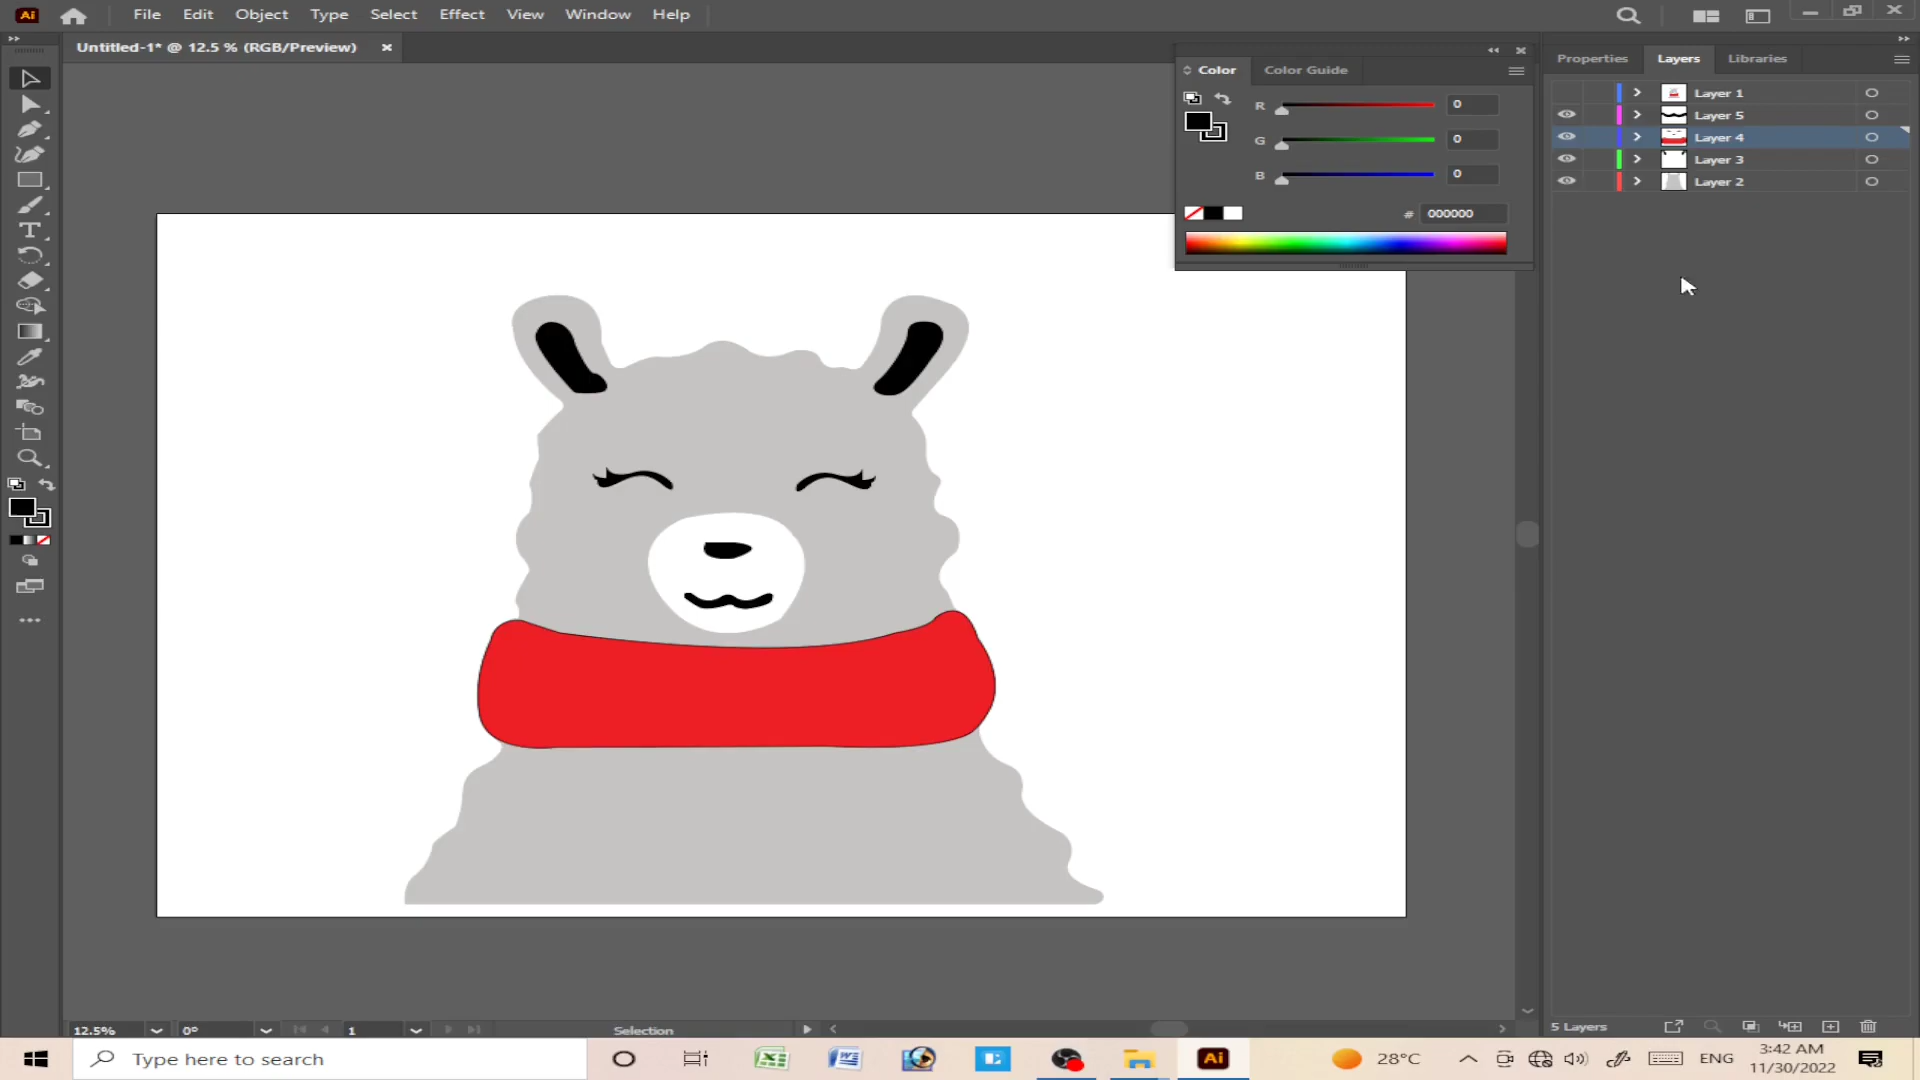 Ai File Edit Object Type Select Effect View Window Help
Untitled-1* @ 12.5 % (RGB/Preview)
Color Color Guide
R 0
G 0
B 0
# 000000
Properties Layers Libraries
Layer 1
Layer 5
Layer 4
Layer 3
Layer 2
12.5% 0° 1 Selection
5 Layers
Type here to search
Ai
28°C
ENG
3:42 AM
11/30/2022